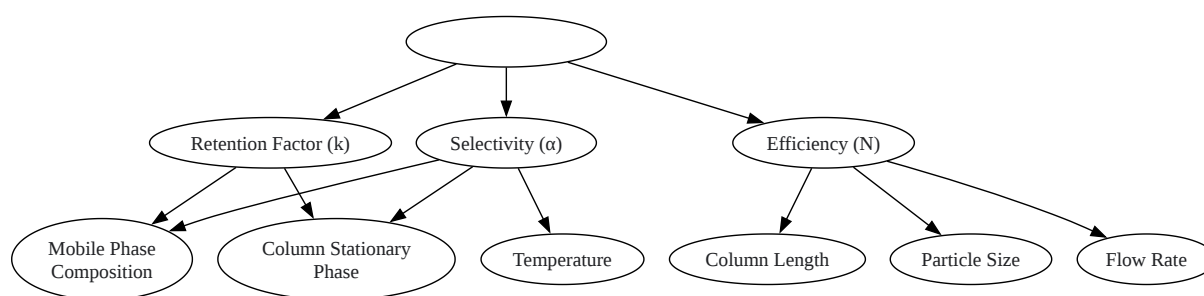 Retention Factor (k)
Selectivity (α)
Efficiency (N)
Mobile Phase
Composition
Column Stationary
Phase
Temperature
Column Length
Particle Size
Flow Rate